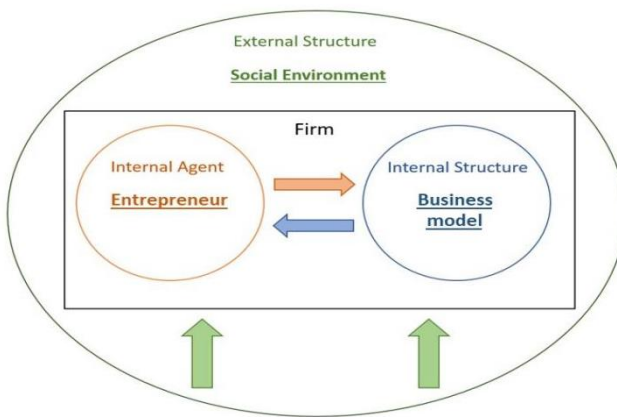 External Structure
Social Environment
Firm
Internal Agent
Entrepreneur
Internal Structure
Business
model